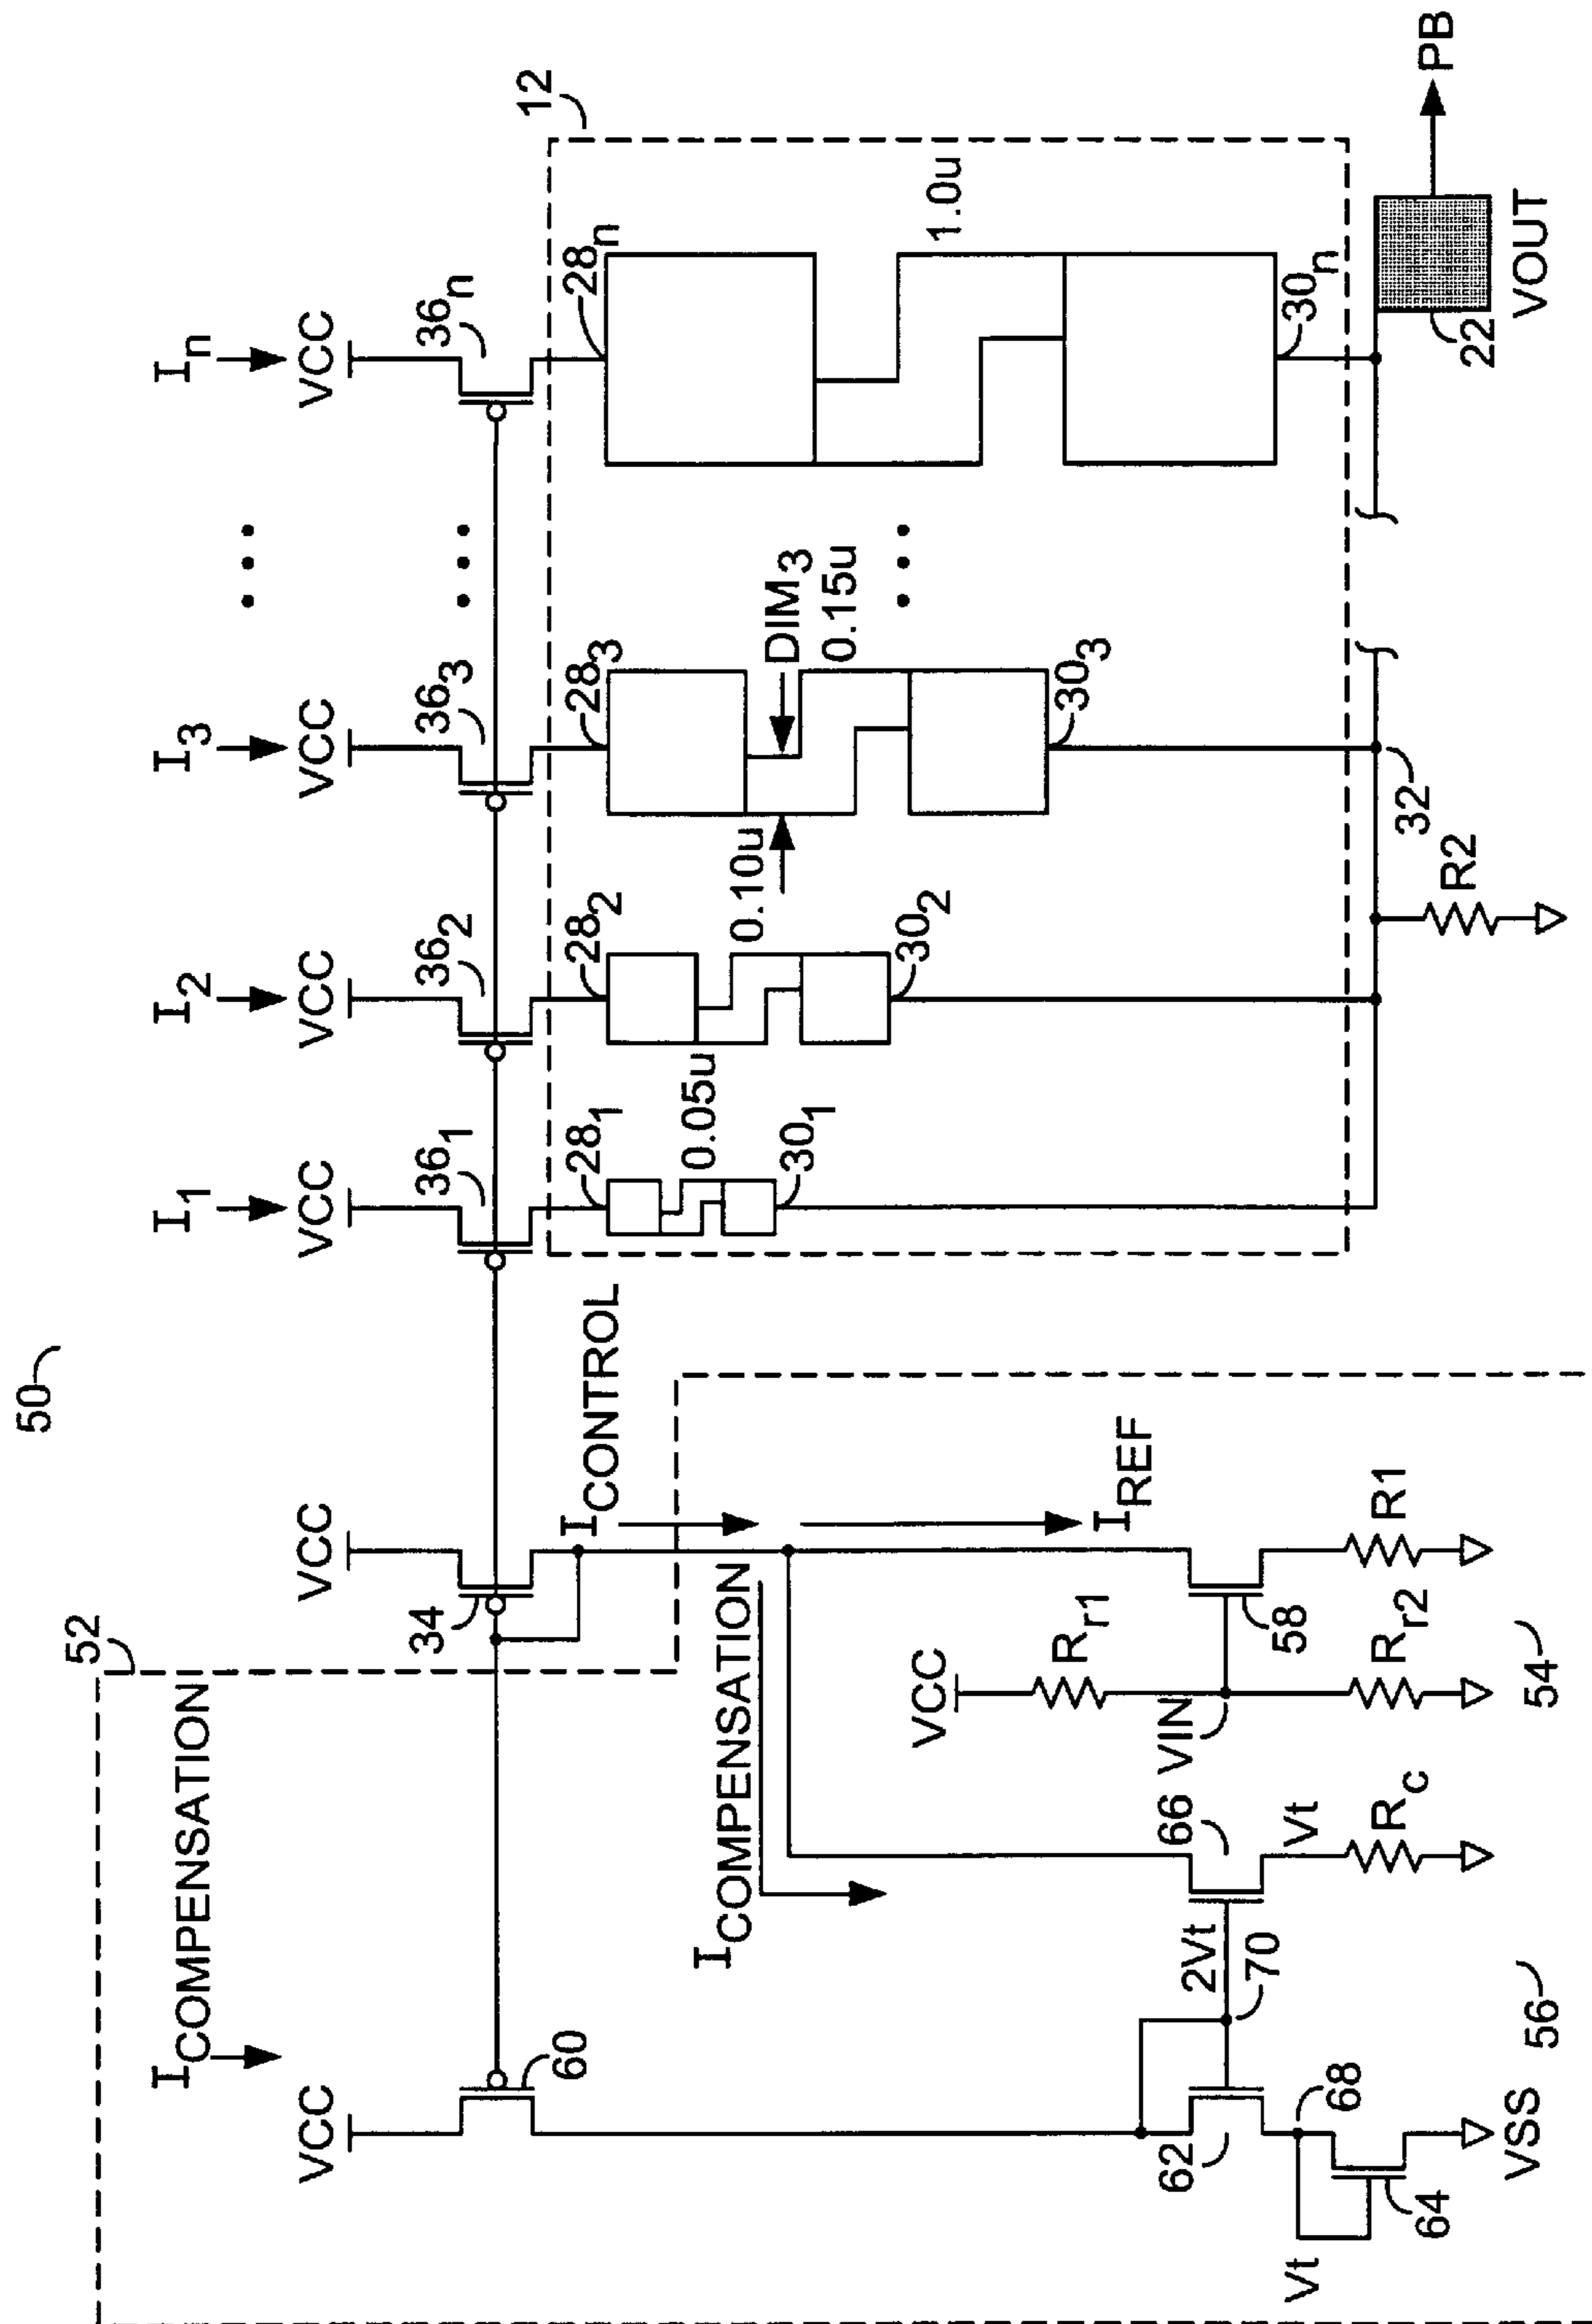 50
52
ICOMPENSATION
VCC
VCC
I1
I2
I3
In
VCC
VCC
VCC
VCC
60
34
361
362
363
36n
12
ICONTROL
ICOMPENSATION
IREF
281
282
283
28n
0.05u
0.10u
DIM3
0.15u
1.0u
301
302
303
30n
VCC
Rr1
VIN
62
70
2Vt
66
58
68
Vt
Vt
64
VSS
Rc
Rr2
R1
32
R2
22
VOUT
PB
56
54